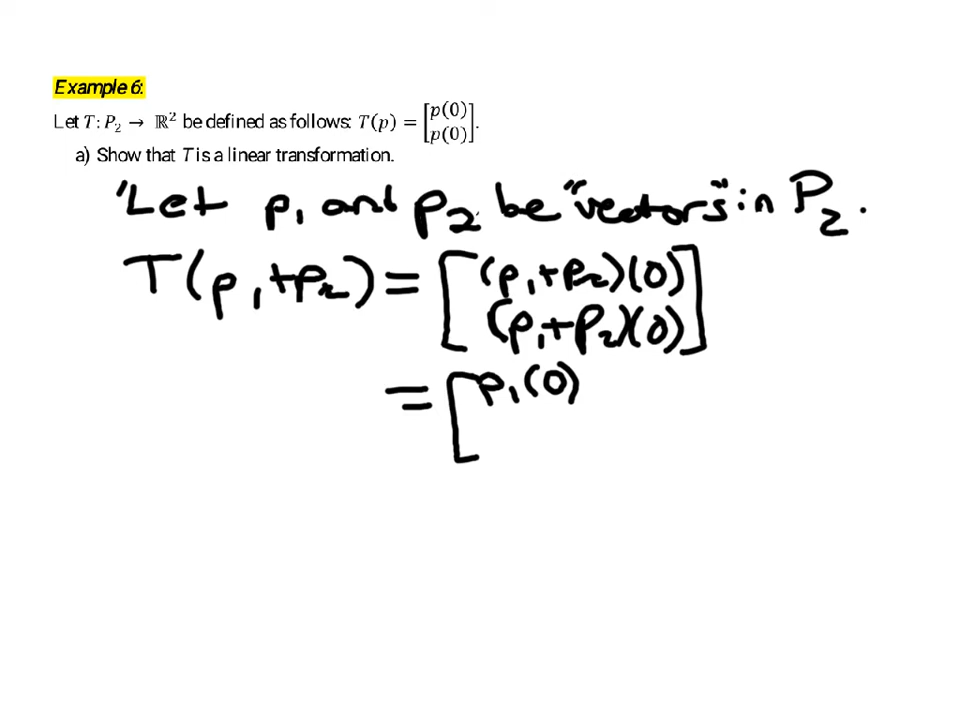 Example 6:
Let T: P₂ → ℝ² be defined as follows: T(p) = [p(0) p(0)].
a) Show that T is a linear transformation.
Let p₁ and p₂ be "vectors" in P₂.
T(p₁+p₂) = [(p₁+p₂)(0)
(p₁+p₂)(0)]
= [p₁(0)